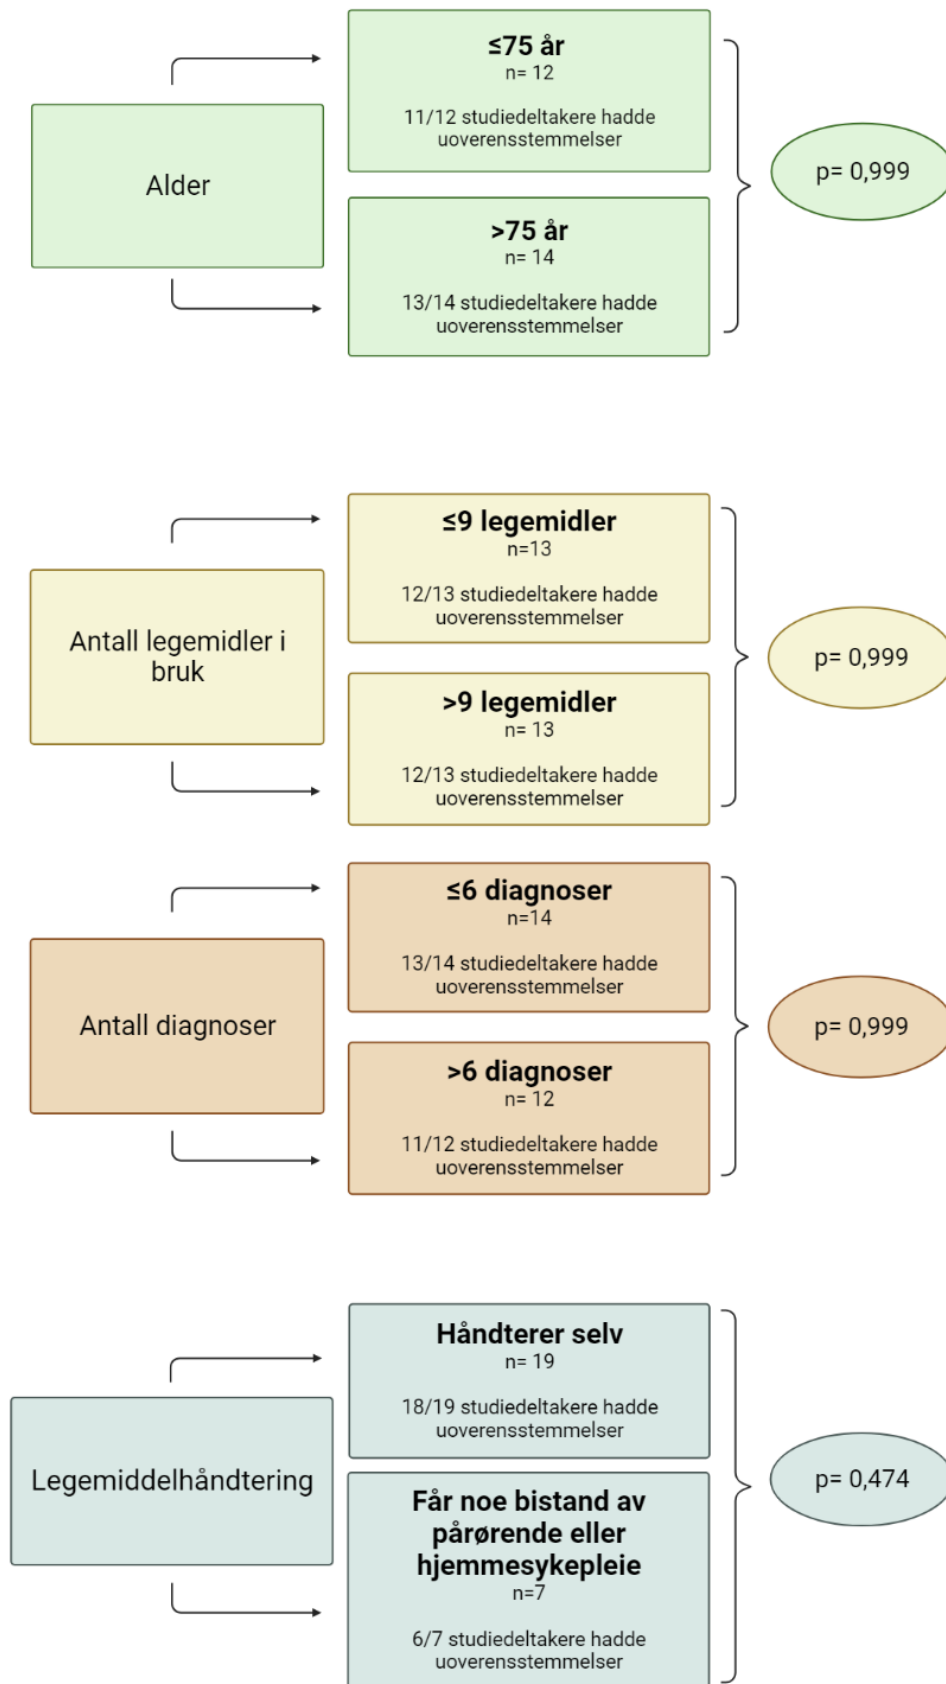 Alder
≤75 år
n= 12
11/12 studiedeltakere hadde
uoverensstemmelser
>75 år
n= 14
13/14 studiedeltakere hadde
uoverensstemmelser
p= 0,999
Antall legemidler i
bruk
≤9 legemidler
n=13
12/13 studiedeltakere hadde
uoverensstemmelser
>9 legemidler
n= 13
12/13 studiedeltakere hadde
uoverensstemmelser
p= 0,999
Antall diagnoser
≤6 diagnoser
n=14
13/14 studiedeltakere hadde
uoverensstemmelser
>6 diagnoser
n= 12
11/12 studiedeltakere hadde
uoverensstemmelser
p= 0,999
Legemiddelhåndtering
Håndterer selv
n= 19
18/19 studiedeltakere hadde
uoverensstemmelser
Får noe bistand av
pårørende eller
hjemmesykepleie
n=7
6/7 studiedeltakere hadde
uoverensstemmelser
p= 0,474